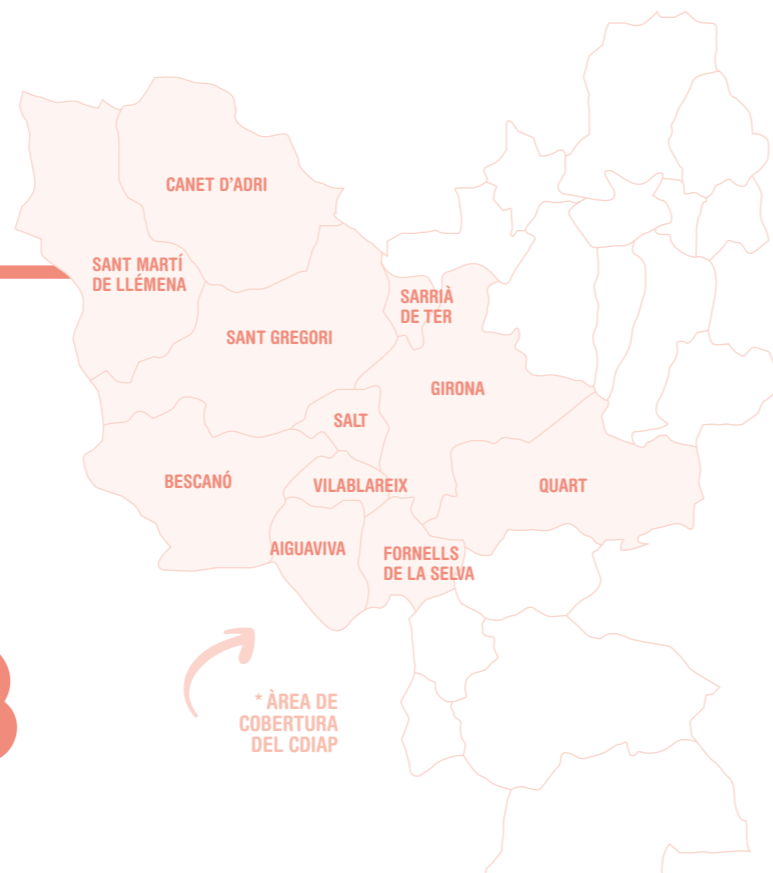 CANET D'ADRI
SANT MARTÍ
DE LLÉMENA
SARRIÀ
DE TER
SANT GREGORI
GIRONA
SALT
BESCANÓ
VILABLAREIX
QUART
AIGUAVIVA
FORNELLS
DE LA SELVA
* ÀREA DE
COBERTURA
DEL CDIAP